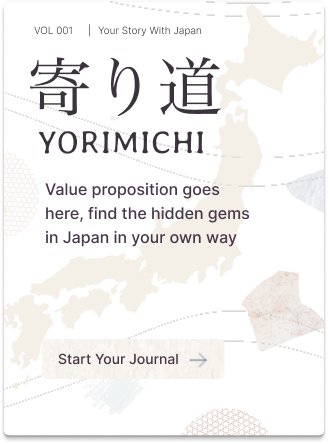 VOL 001 | Your Story With Japan
寄り道
YORIMICHI
Value proposition goes
here, find the hidden gems
in Japan in your own way
Start Your Journal →